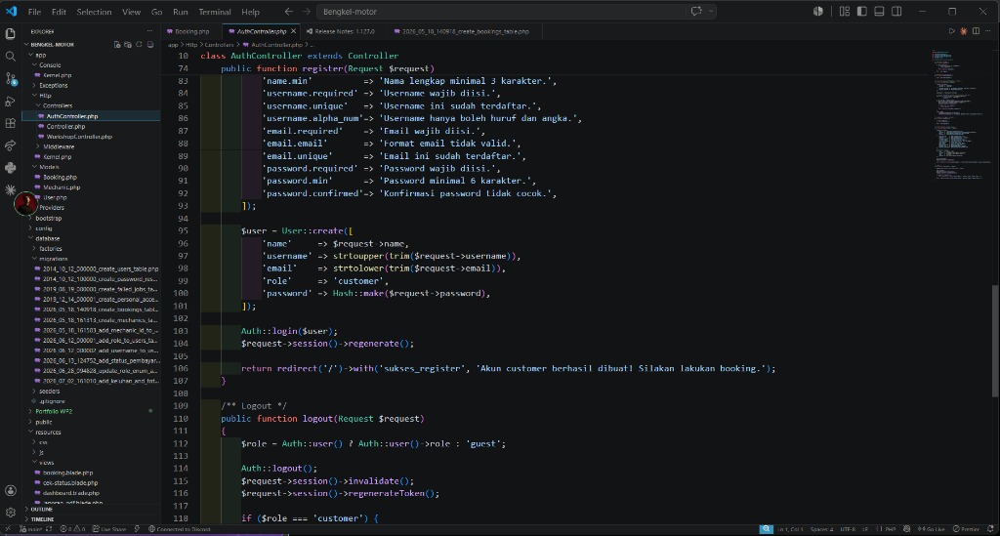 File Edit Selection View Go Run Terminal Help
Bengkel-motor
EXPLORER
BENGKEL-MOTOR
app
Console
Kernel.php
Exceptions
Http
Controllers
AuthController.php
Controller.php
WorkshopController.php
Middleware
Kernel.php
Models
Booking.php
Mechanic.php
User.php
Providers
bootstrap
config
database
factories
migrations
2014_10_12_000000_create_users_table.php
2014_10_12_100000_create_password_res...
2019_08_19_000000_create_failed_jobs_ta...
2019_12_14_000001_create_personal_acce...
2026_05_18_140918_create_bookings_tabl...
2026_05_18_161313_create_mechanics_ta...
2026_05_18_161503_add_mechanic_id_to_...
2026_06_12_000001_add_role_to_users_ta...
2026_06_12_000002_add_username_to_us...
2026_06_13_124752_add_status_pembayar...
2026_06_28_094828_update_role_enum_a...
2026_07_02_161010_add_keluhan_and_tot...
seeders
.gitignore
Portfolio WP2
public
resources
css
js
views
booking.blade.php
cek-status.blade.php
dashboard.blade.php
OUTLINE
TIMELINE
Booking.php
AuthController.php
Release Notes: 1.127.0
2026_05_18_140918_create_bookings_table.php
app > Http > Controllers > AuthController.php > ...
10 class AuthController extends Controller
74 public function register(Request $request)
83 'name.min' => 'Nama lengkap minimal 3 karakter.',
84 'username.required' => 'Username wajib diisi.',
85 'username.unique' => 'Username ini sudah terdaftar.',
86 'username.alpha_num'=> 'Username hanya boleh huruf dan angka.',
87 'email.required' => 'Email wajib diisi.',
88 'email.email' => 'Format email tidak valid.',
89 'email.unique' => 'Email ini sudah terdaftar.',
90 'password.required' => 'Password wajib diisi.',
91 'password.min' => 'Password minimal 6 karakter.',
92 'password.confirmed'=> 'Konfirmasi password tidak cocok.',
93 ]);
94
95 $user = User::create([
96 'name' => $request->name,
97 'username' => strtoupper(trim($request->username)),
98 'email' => strtolower(trim($request->email)),
99 'role' => 'customer',
100 'password' => Hash::make($request->password),
101 ]);
102
103 Auth::login($user);
104 $request->session()->regenerate();
105
106 return redirect('/')->with('sukses_register', 'Akun customer berhasil dibuat! Silakan lakukan booking.');
107 }
108
109 /** Logout */
110 public function logout(Request $request)
111 {
112 $role = Auth::user() ? Auth::user()->role : 'guest';
113
114 Auth::logout();
115 $request->session()->invalidate();
116 $request->session()->regenerateToken();
117
118 if ($role === 'customer') {
main* 0 0 Live Share Connected to Discord Ln 1, Col 1 Spaces: 4 UTF-8 LF PHP Go Live Prettier